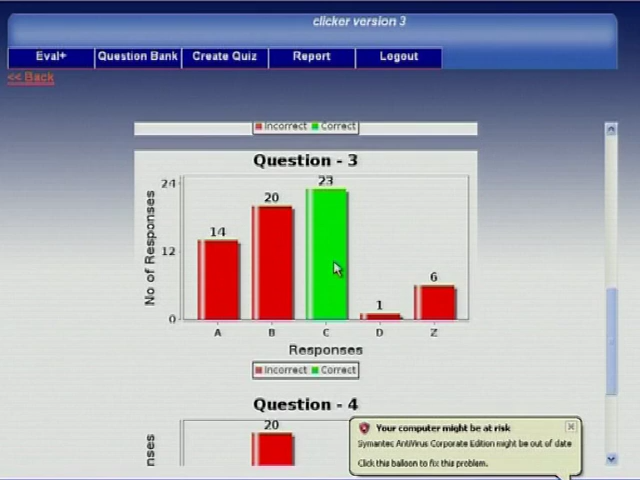 clicker version 3
Eval+ Question Bank Create Quiz Report Logout
<< Back
Incorrect Correct
Question - 3
24
12
0
No of Responses
14 20 23 1 6
A B C D Z
Responses
Incorrect Correct
Question - 4
20
nses
Your computer might be at risk
Symantec AntiVirus Corporate Edition might be out of date
Click this balloon to fix this problem.